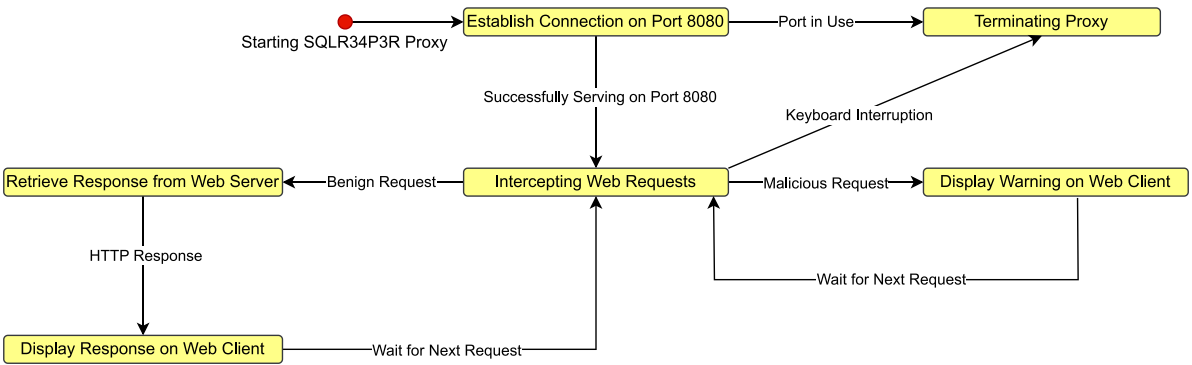 Establish Connection on Port 8080
Port in Use
Terminating Proxy
Starting SQLR34P3R Proxy
Successfully Serving on Port 8080
Keyboard Interruption
Retrieve Response from Web Server
Benign Request
Intercepting Web Requests
Malicious Request
Display Warning on Web Client
HTTP Response
Wait for Next Request
Display Response on Web Client
Wait for Next Request